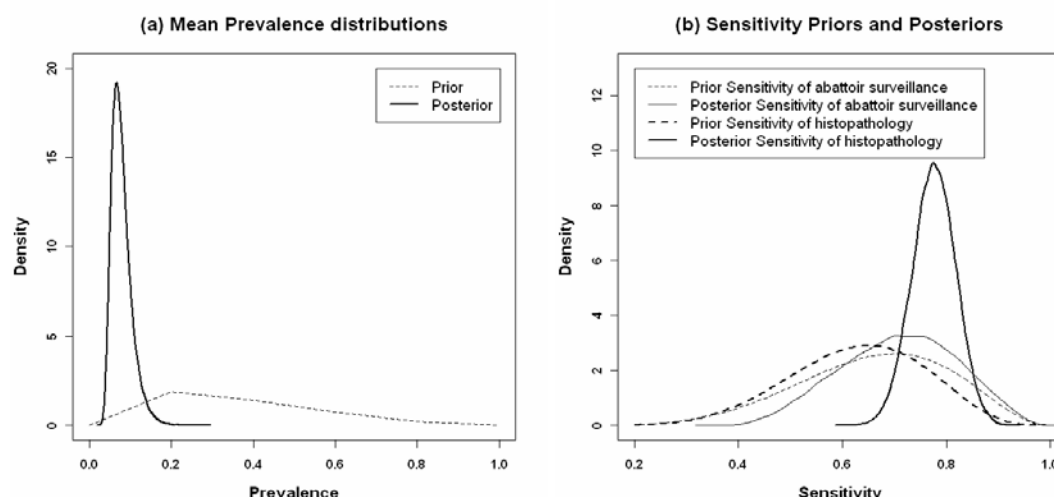 (a) Mean Prevalence distributions
Prior
Posterior
20
15
10
5
0
Density
0.0 0.2 0.4 0.6 0.8 1.0
Prevalence
(b) Sensitivity Priors and Posteriors
Prior Sensitivity of abattoir surveillance
Posterior Sensitivity of abattoir surveillance
Prior Sensitivity of histopathology
Posterior Sensitivity of histopathology
12
10
8
6
4
2
0
Density
0.2 0.4 0.6 0.8 1.0
Sensitivity